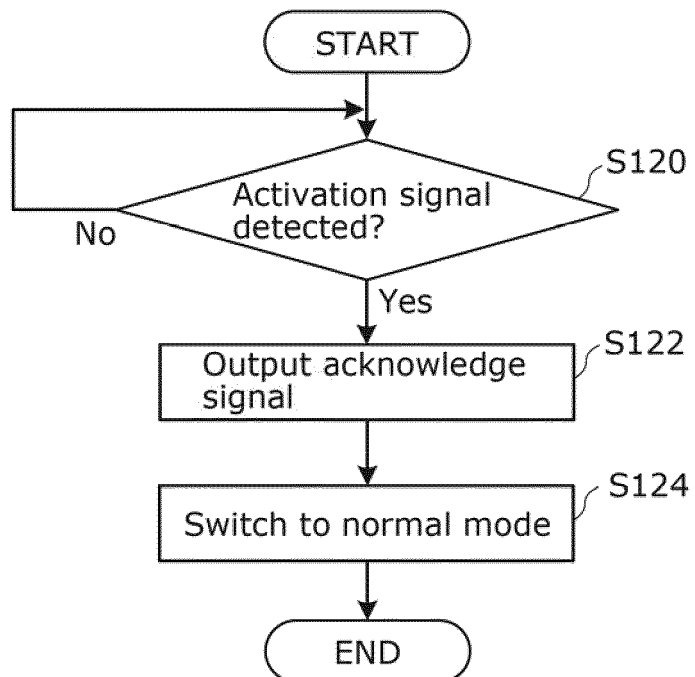 START
S120
Activation signal
detected?
No
Yes
S122
Output acknowledge
signal
S124
Switch to normal mode
END